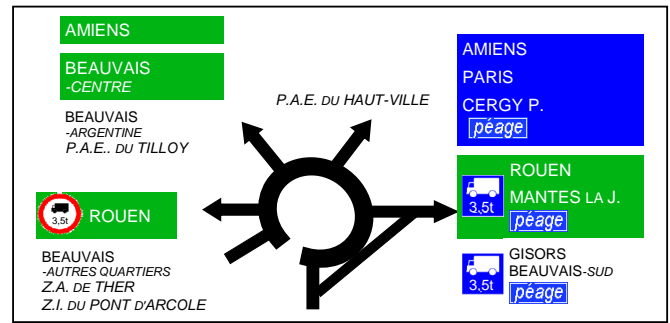 AMIENS
BEAUVAIS
-CENTRE
BEAUVAIS
-ARGENTINE
P.A.E.. DU TILLOY
P.A.E. DU HAUT-VILLE
AMIENS
PARIS
CERGY P.
péage
3,5t
ROUEN
BEAUVAIS
-AUTRES QUARTIERS
Z.A. DE THER
Z.I. DU PONT D'ARCOLE
ROUEN
MANTES LA J.
3,5t péage
GISORS
BEAUVAIS-SUD
3,5t péage